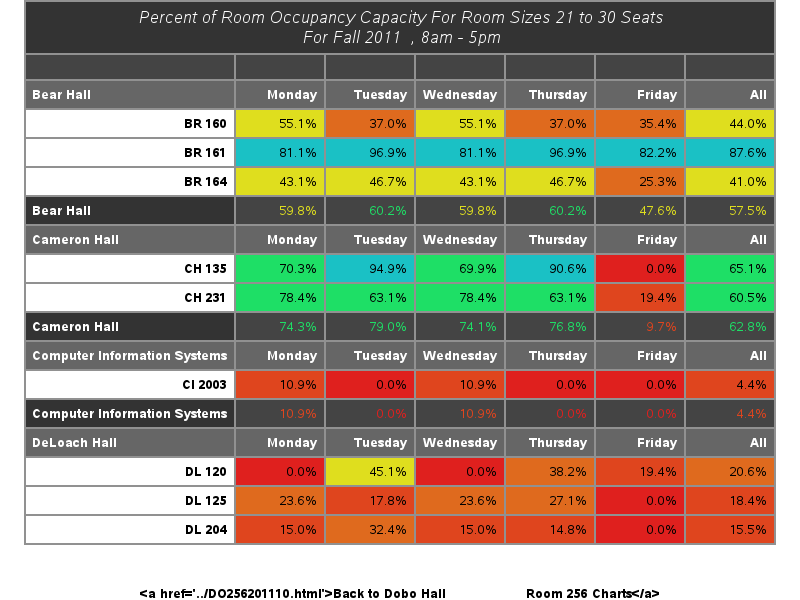 Percent of Room Occupancy Capacity For Room Sizes 21 to 30 Seats
For Fall 2011 , 8am - 5pm
Bear Hall Monday Tuesday Wednesday Thursday Friday All
BR 160 55.1% 37.0% 55.1% 37.0% 35.4% 44.0%
BR 161 81.1% 96.9% 81.1% 96.9% 82.2% 87.6%
BR 164 43.1% 46.7% 43.1% 46.7% 25.3% 41.0%
Bear Hall 59.8% 60.2% 59.8% 60.2% 47.6% 57.5%
Cameron Hall Monday Tuesday Wednesday Thursday Friday All
CH 135 70.3% 94.9% 69.9% 90.6% 0.0% 65.1%
CH 231 78.4% 63.1% 78.4% 63.1% 19.4% 60.5%
Cameron Hall 74.3% 79.0% 74.1% 76.8% 9.7% 62.8%
Computer Information Systems Monday Tuesday Wednesday Thursday Friday All
CI 2003 10.9% 0.0% 10.9% 0.0% 0.0% 4.4%
Computer Information Systems 10.9% 0.0% 10.9% 0.0% 0.0% 4.4%
DeLoach Hall Monday Tuesday Wednesday Thursday Friday All
DL 120 0.0% 45.1% 0.0% 38.2% 19.4% 20.6%
DL 125 23.6% 17.8% 23.6% 27.1% 0.0% 18.4%
DL 204 15.0% 32.4% 15.0% 14.8% 0.0% 15.5%
<a href='../DO256201110.html'>Back to Dobo Hall Room 256 Charts</a>